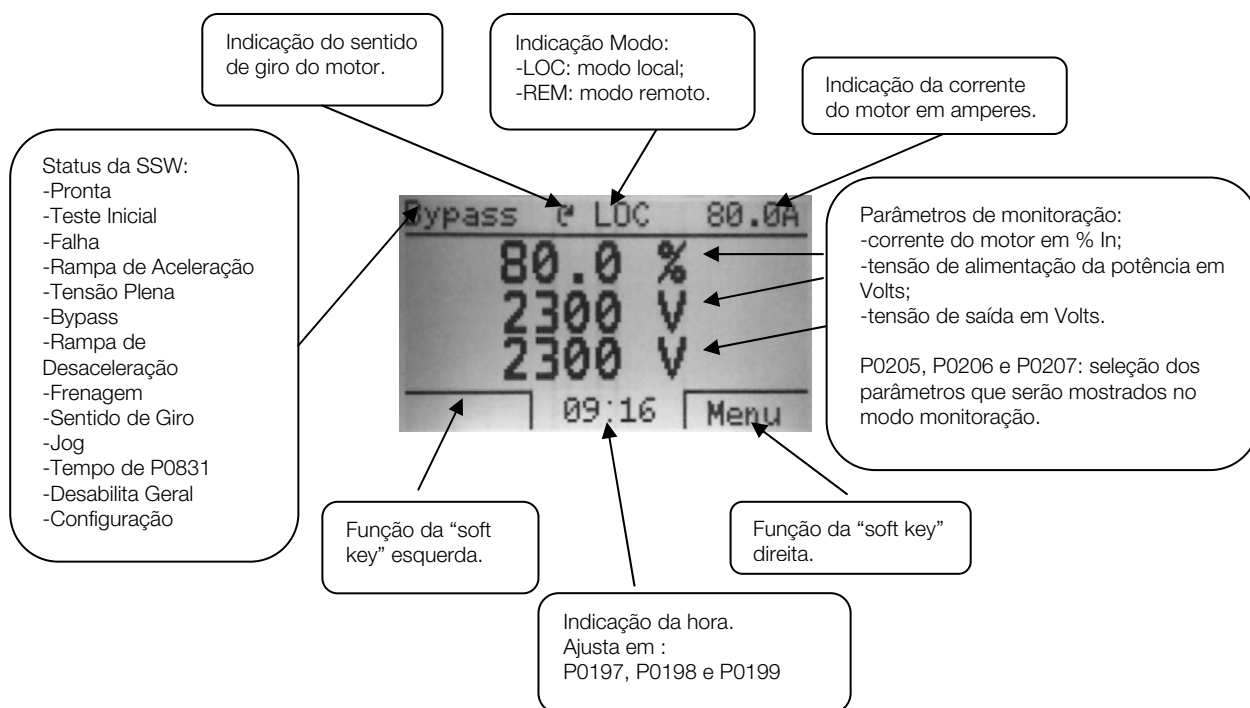 Indicação do sentido
de giro do motor.
Indicação Modo:
-LOC: modo local;
-REM: modo remoto.
Indicação da corrente
do motor em amperes.
Status da SSW:
-Pronta
-Teste Inicial
-Falha
-Rampa de Aceleração
-Tensão Plena
-Bypass
-Rampa de
Desaceleração
-Frenagem
-Sentido de Giro
-Jog
-Tempo de P0831
-Desabilita Geral
-Configuração
Bypass LOC 80.0A
80.0 %
2300 V
2300 V
09:16 Menu
Parâmetros de monitoração:
-corrente do motor em % In;
-tensão de alimentação da potência em
Volts;
-tensão de saída em Volts.
P0205, P0206 e P0207: seleção dos
parâmetros que serão mostrados no
modo monitoração.
Função da “soft
key” esquerda.
Função da “soft key”
direita.
Indicação da hora.
Ajusta em :
P0197, P0198 e P0199